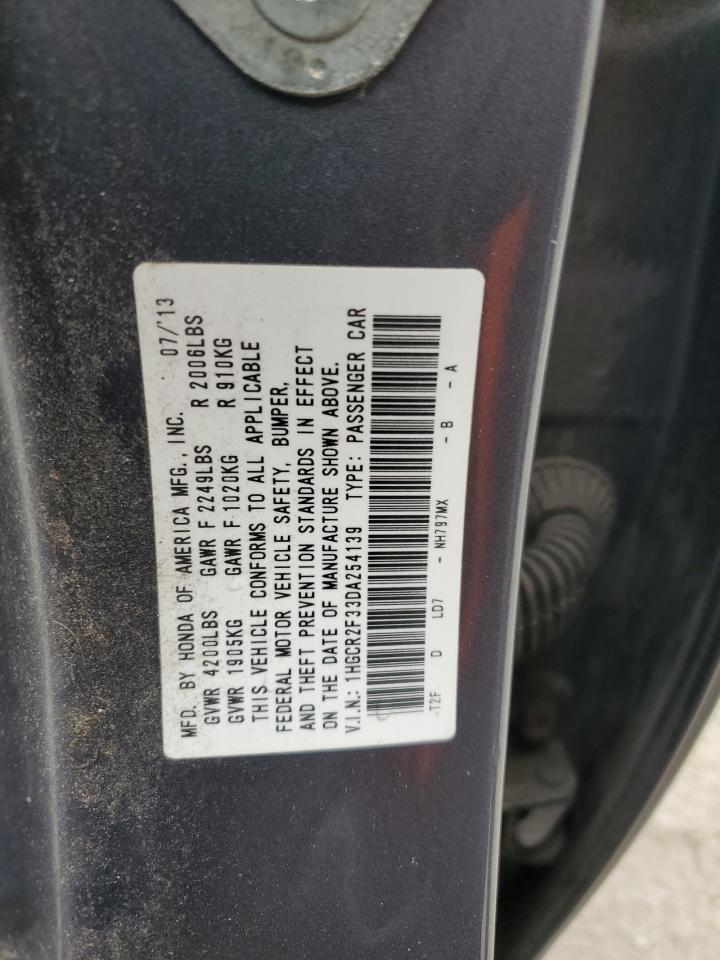 MFD. BY HONDA OF AMERICA MFG., INC. 07/'13
GVWR 4200LBS GAWR F 2249LBS R 2006LBS
GVWR 1905KG GAWR F 1020KG R 910KG
THIS VEHICLE CONFORMS TO ALL APPLICABLE
FEDERAL MOTOR VEHICLE SAFETY, BUMPER,
AND THEFT PREVENTION STANDARDS IN EFFECT
ON THE DATE OF MANUFACTURE SHOWN ABOVE.
V.I.N.: 1HGCR2F33DA254139 TYPE: PASSENGER CAR
-T2F D LD7 - NH797MX - B - A